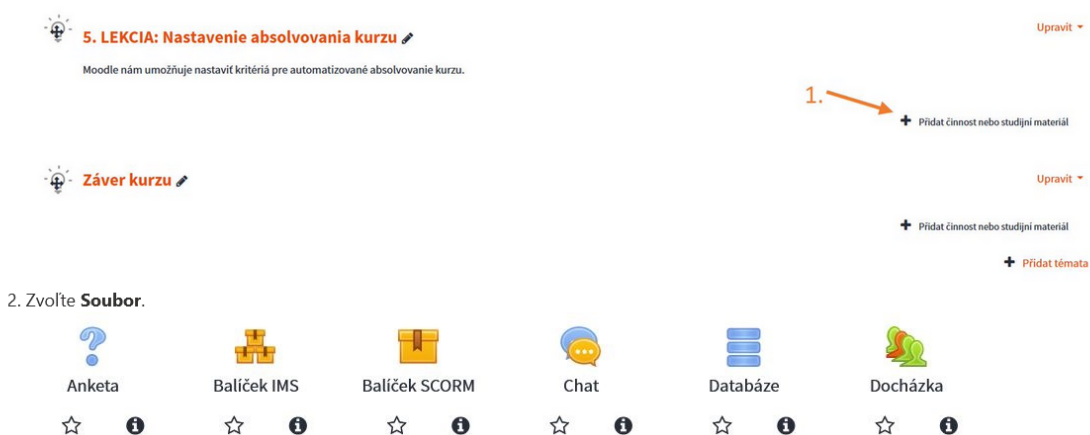 5. LEKCIA: Nastavenie absolvovania kurzu
Upravit
Moodle nám umožňuje nastaviť kritériá pre automatizované absolvovanie kurzu.
1.
Přidat činnost nebo studijní materiál
Záver kurzu
Upravit
Přidat činnost nebo studijní materiál
Přidat témata
2. Zvoľte Soubor.
Anketa Balíček IMS Balíček SCORM Chat Databáze Docházka